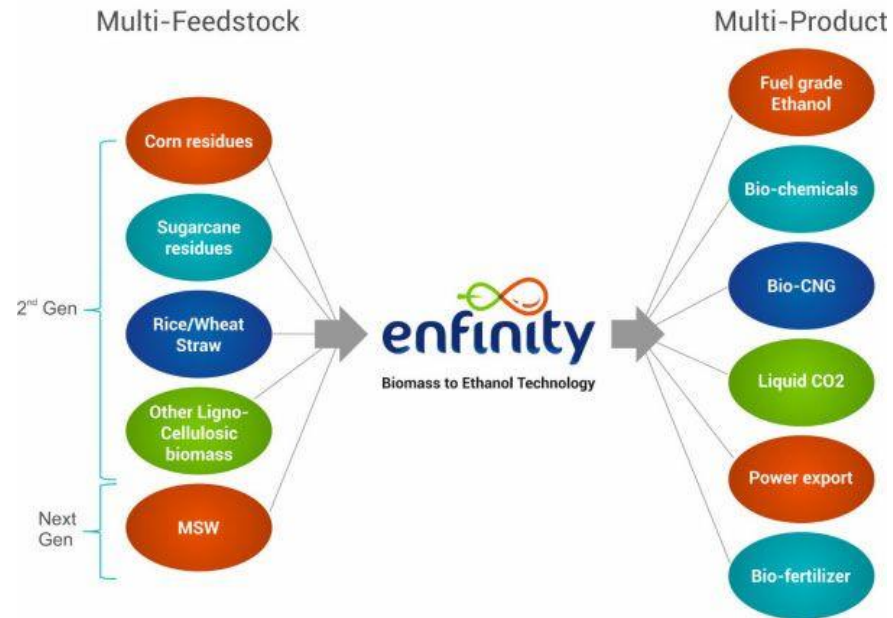 Multi-Feedstock
Multi-Product
Corn residues
Sugarcane
residues
Rice/Wheat
Straw
Other Ligno-
Cellulosic
biomass
MSW
2nd Gen
Next
Gen
enfinity
Biomass to Ethanol Technology
Fuel grade
Ethanol
Bio-chemicals
Bio-CNG
Liquid CO2
Power export
Bio-fertilizer